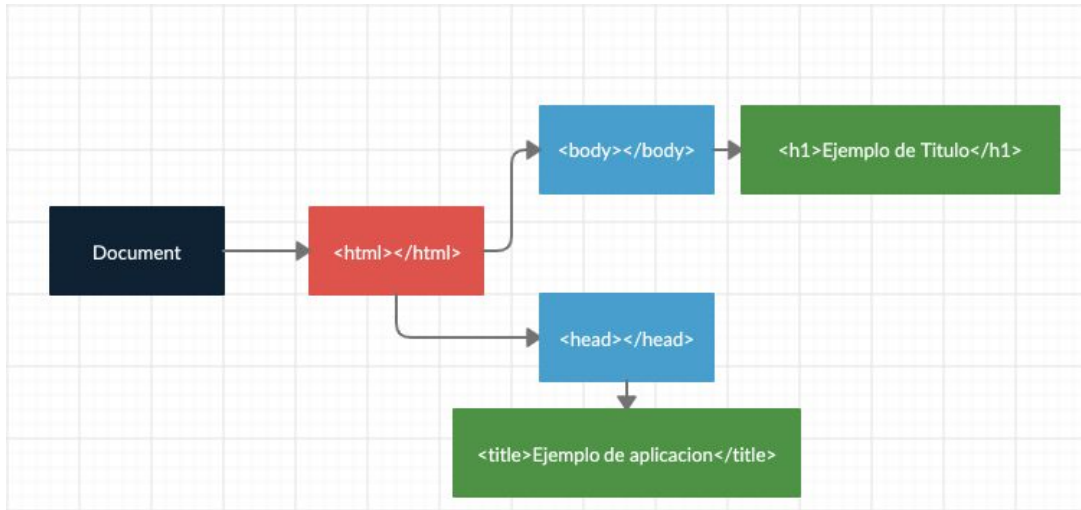 <body></body>
<h1>Ejemplo de Titulo</h1>
Document
<html></html>
<head></head>
<title>Ejemplo de aplicacion</title>